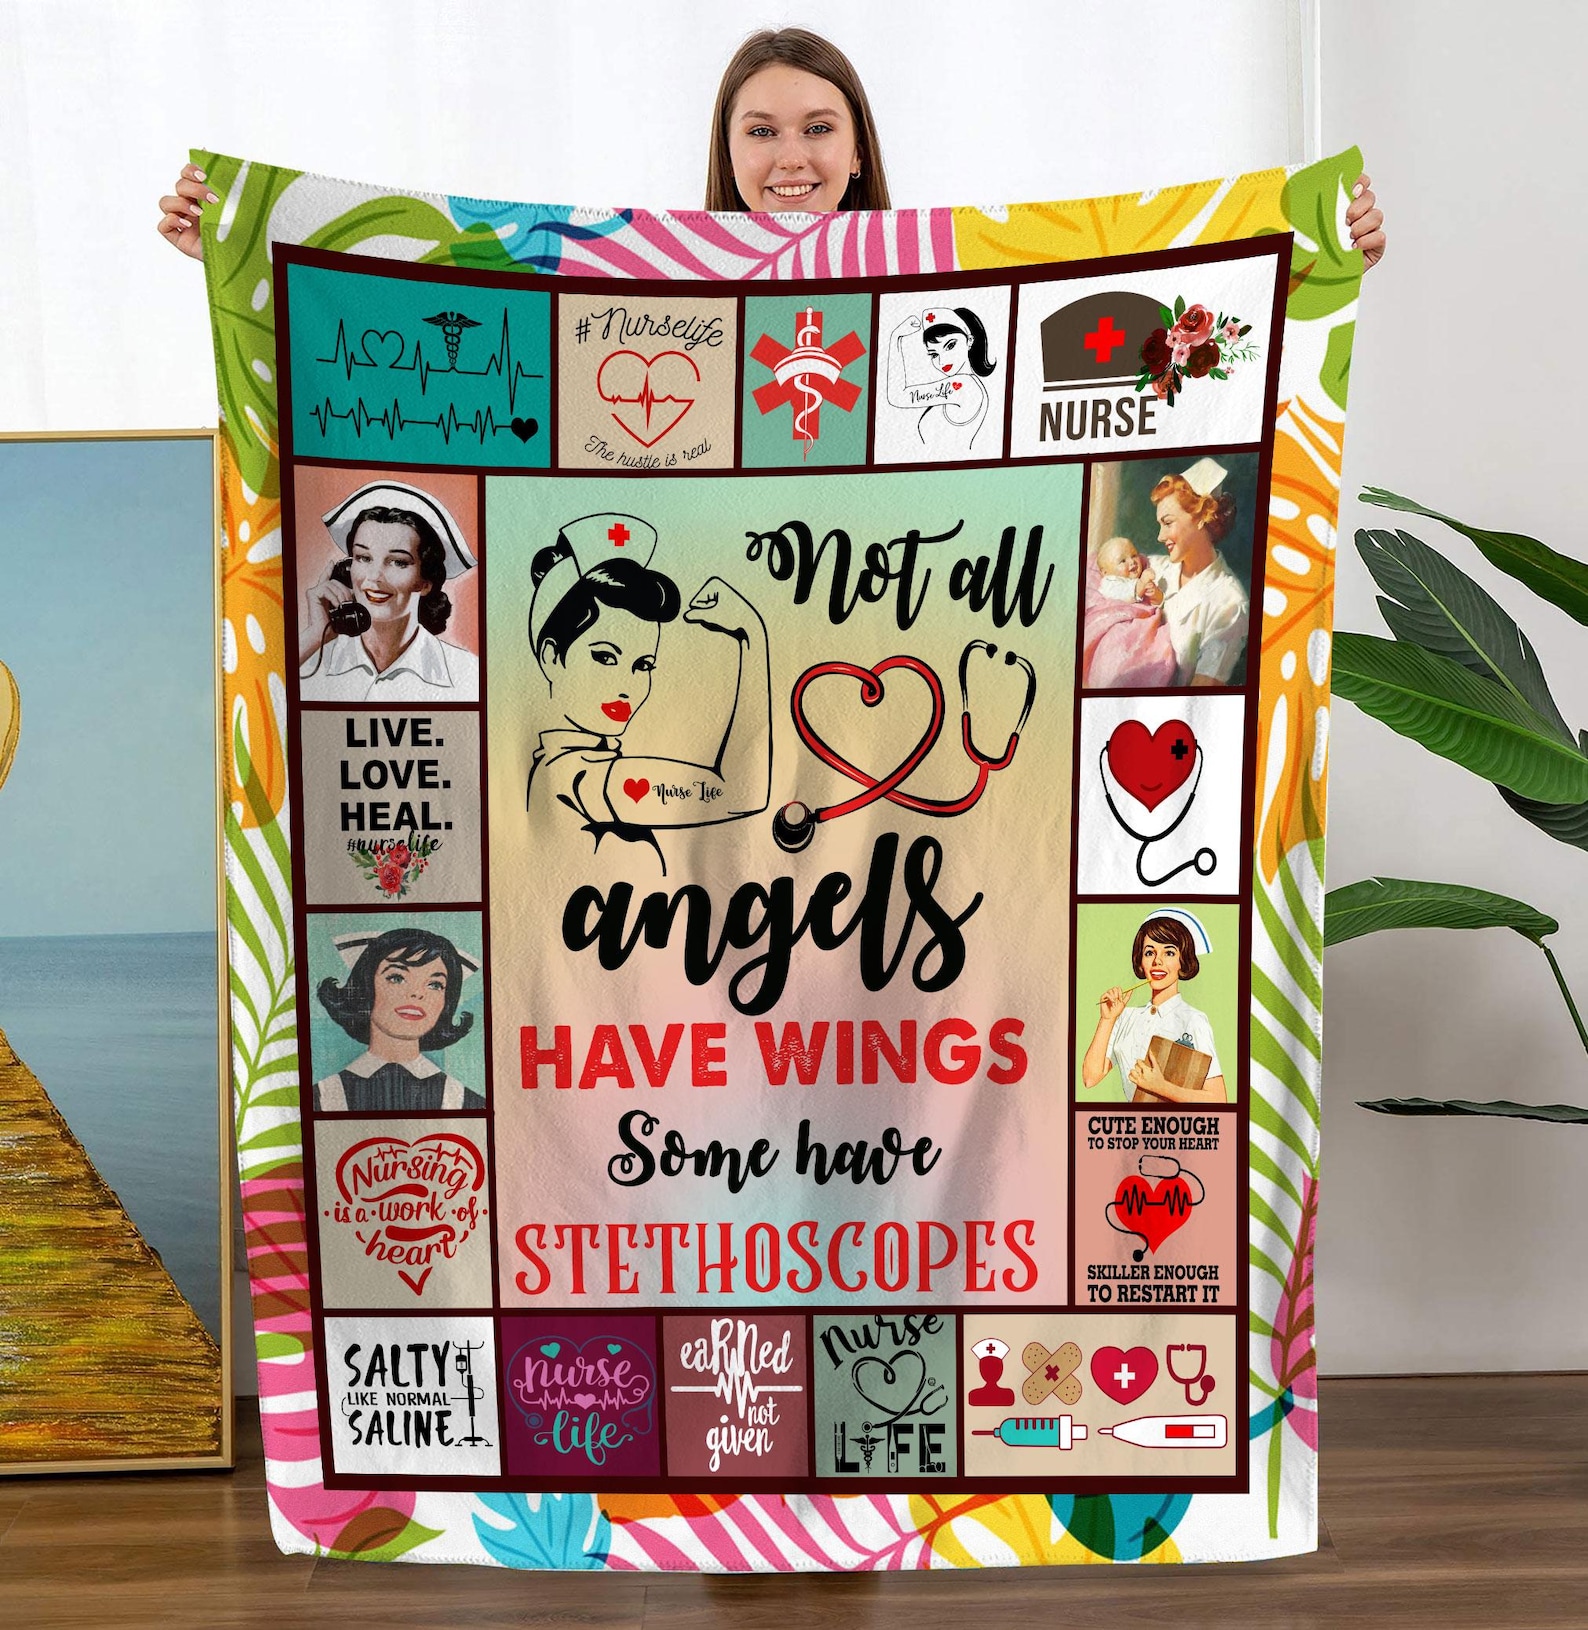 #Nurselife
The hustle is real
Nurse Life
NURSE
Not all
Nurse Life
angels
HAVE WINGS
Some have
STETHOSCOPES
LIVE.
LOVE.
HEAL.
#nurselife
Nursing
is a work of
heart
CUTE ENOUGH
TO STOP YOUR HEART
SKILLER ENOUGH
TO RESTART IT
SALTY
LIKE NORMAL
SALINE
nurse
life
eaRNed
not
given
Nurse
LIFE